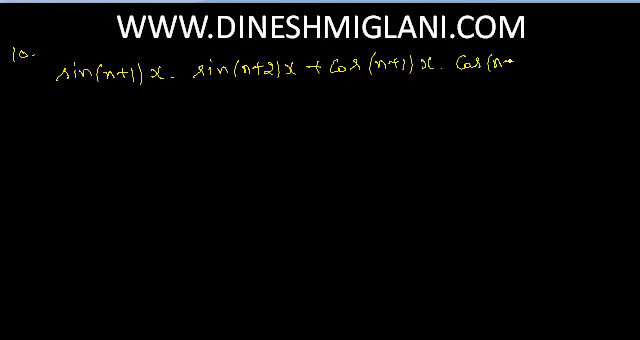 WWW.DINESHMIGLANI.COM
10.
sin(n+1)x. sin(n+2)x + cos(n+1)x. cos(n+